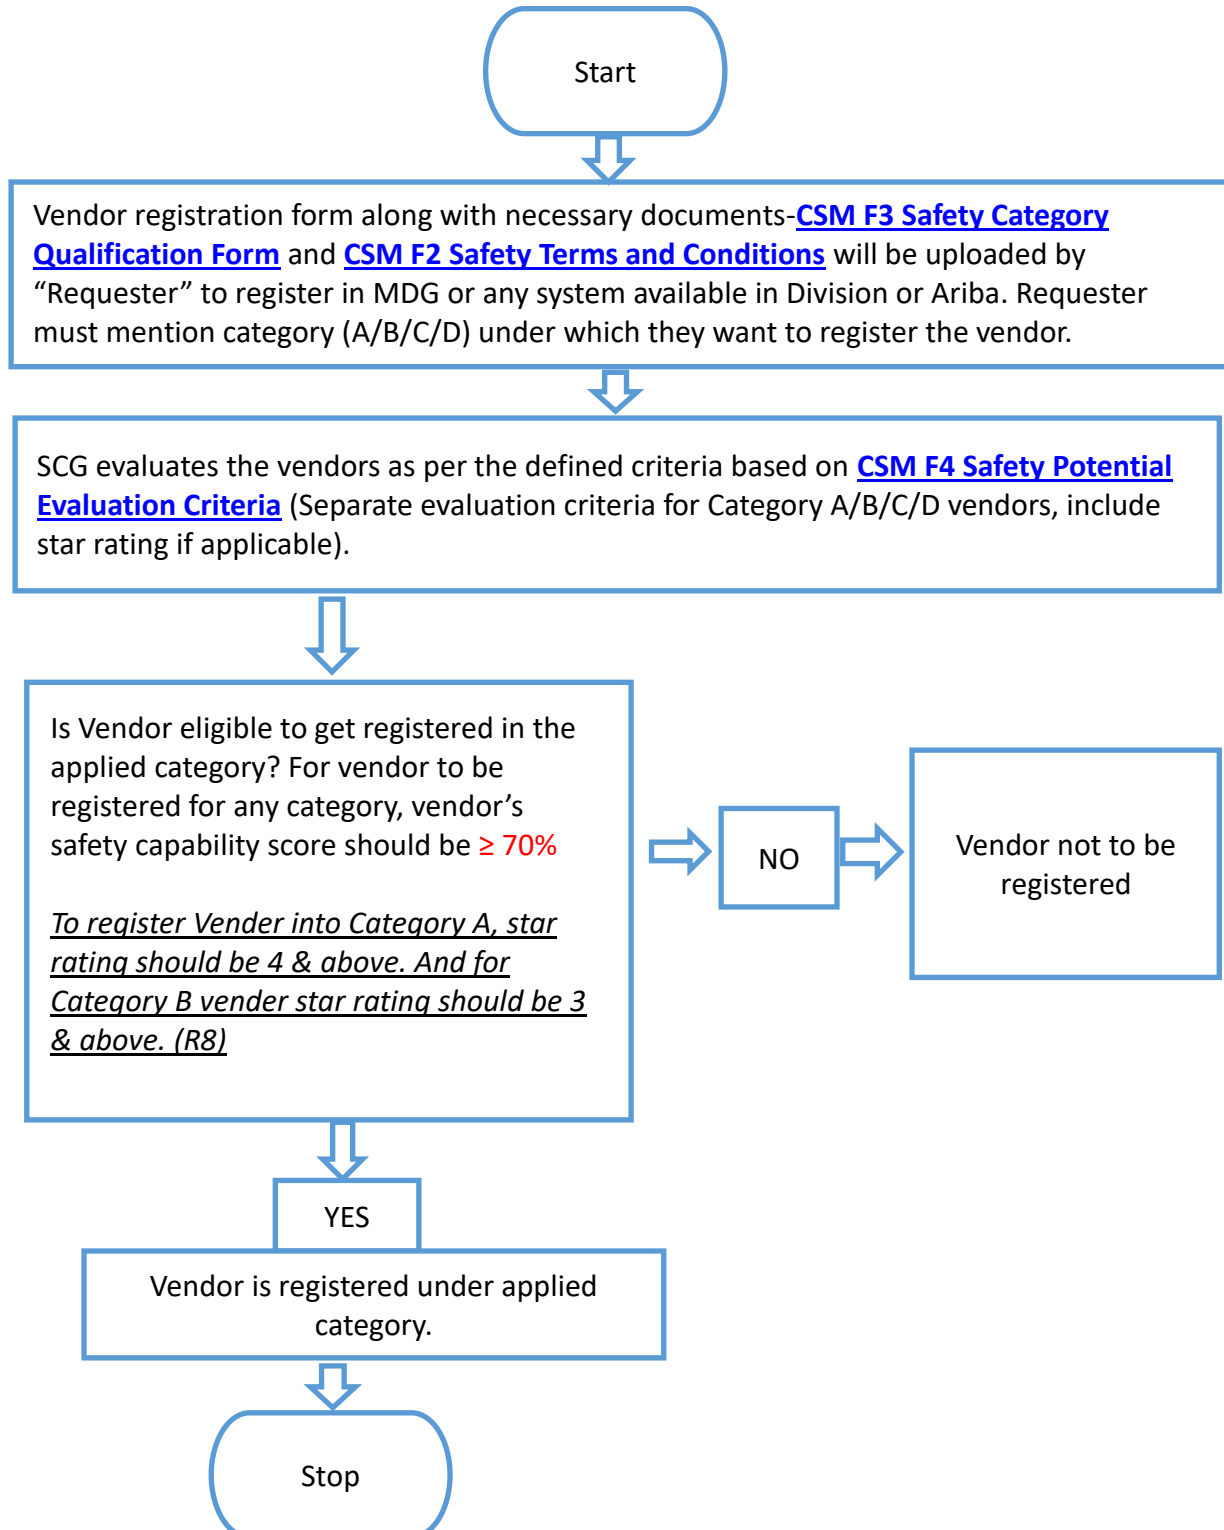 Start
Vendor registration form along with necessary documents-CSM F3 Safety Category
Qualification Form and CSM F2 Safety Terms and Conditions will be uploaded by
“Requester” to register in MDG or any system available in Division or Ariba. Requester
must mention category (A/B/C/D) under which they want to register the vendor.
SCG evaluates the vendors as per the defined criteria based on CSM F4 Safety Potential
Evaluation Criteria (Separate evaluation criteria for Category A/B/C/D vendors, include
star rating if applicable).
Is Vendor eligible to get registered in the
applied category? For vendor to be
registered for any category, vendor’s
safety capability score should be ≥ 70%
To register Vender into Category A, star
rating should be 4 & above. And for
Category B vender star rating should be 3
& above. (R8)
NO
Vendor not to be
registered
YES
Vendor is registered under applied
category.
Stop